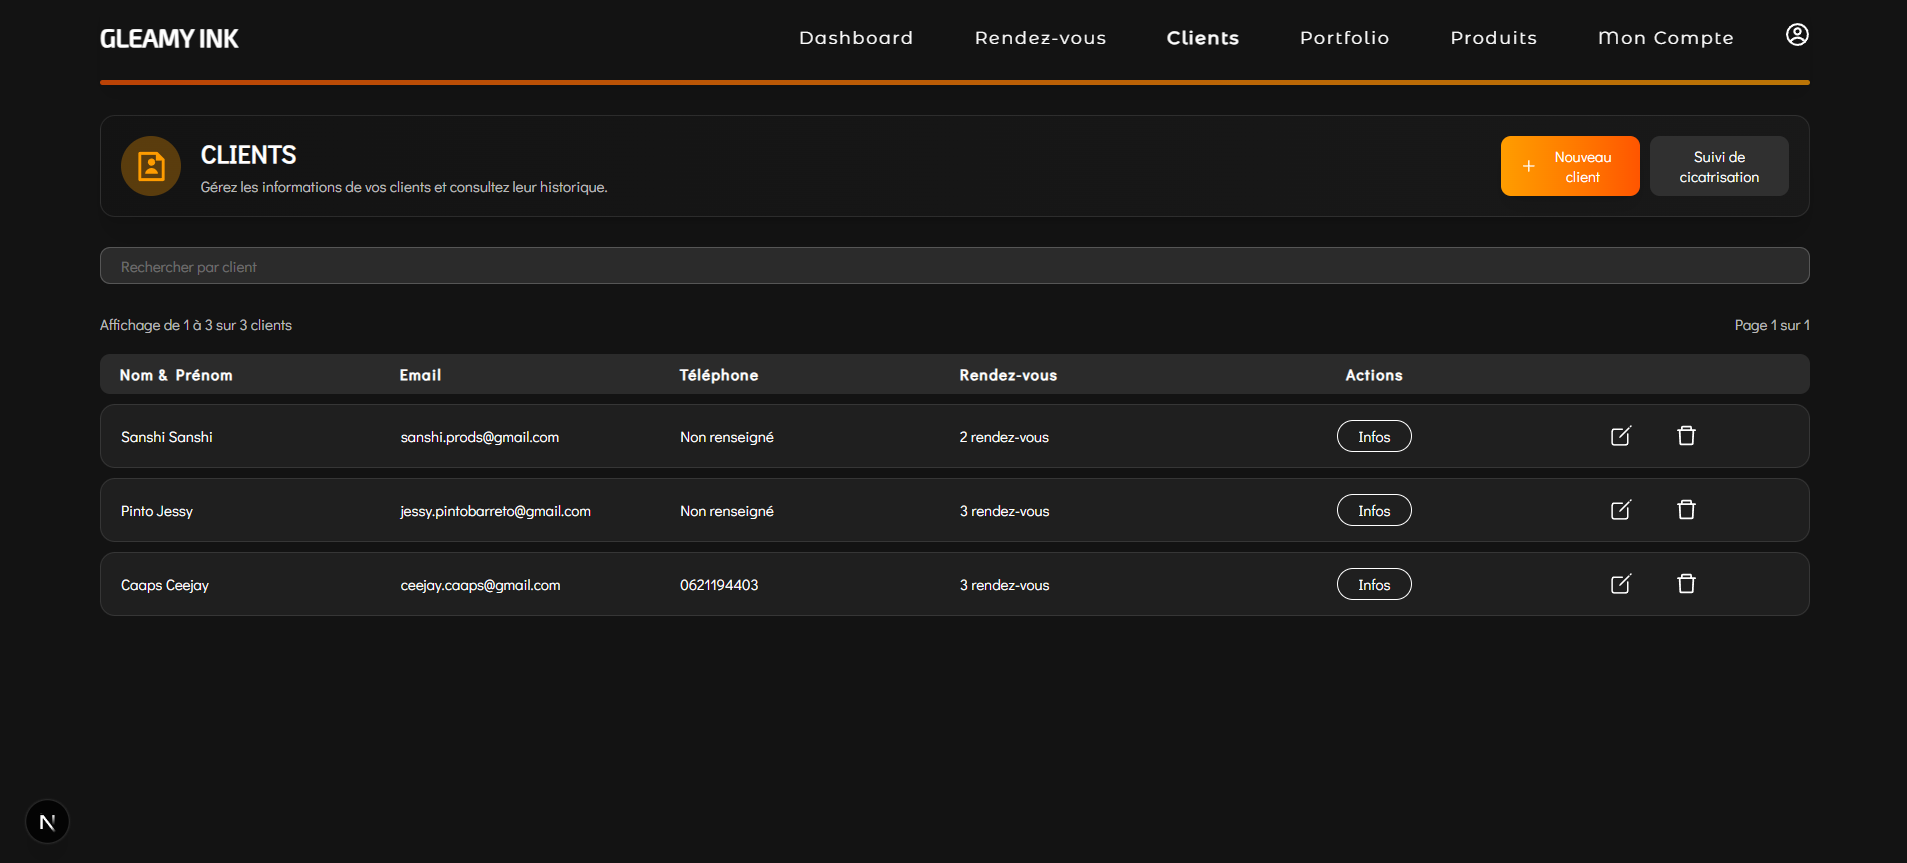 GLEAMY INK
Dashboard Rendez-vous Clients Portfolio Produits Mon Compte
CLIENTS
Gérez les informations de vos clients et consultez leur historique.
+ Nouveau
client
Suivi de
cicatrisation
Rechercher par client
Affichage de 1 à 3 sur 3 clients Page 1 sur 1
Nom & Prénom Email Téléphone Rendez-vous Actions
Sanshi Sanshi sanshi.prods@gmail.com Non renseigné 2 rendez-vous Infos
Pinto Jessy jessy.pintobarreto@gmail.com Non renseigné 3 rendez-vous Infos
Caaps Ceejay ceejay.caaps@gmail.com 0621194403 3 rendez-vous Infos
N